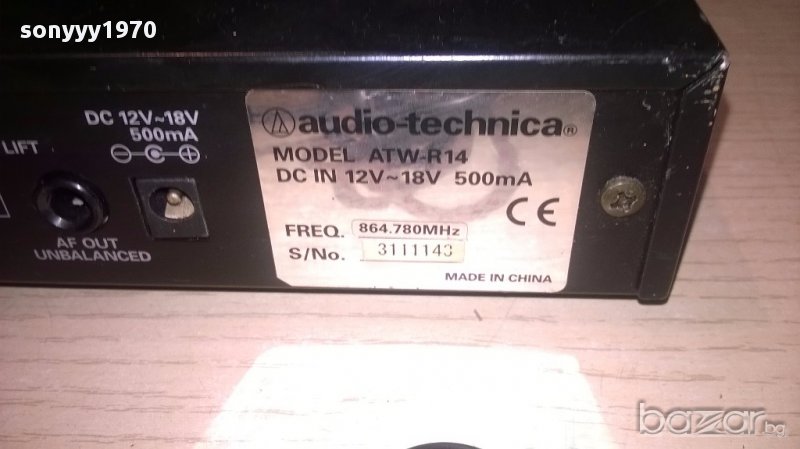 sonyyy1970
LIFT
DC 12V~18V
500mA
AF OUT
UNBALANCED
audio-technica®
MODEL ATW-R14
DC IN 12V~18V 500mA
CE
FREQ. 864.780MHz
S/No. 3111143
MADE IN CHINA
bazar.bg